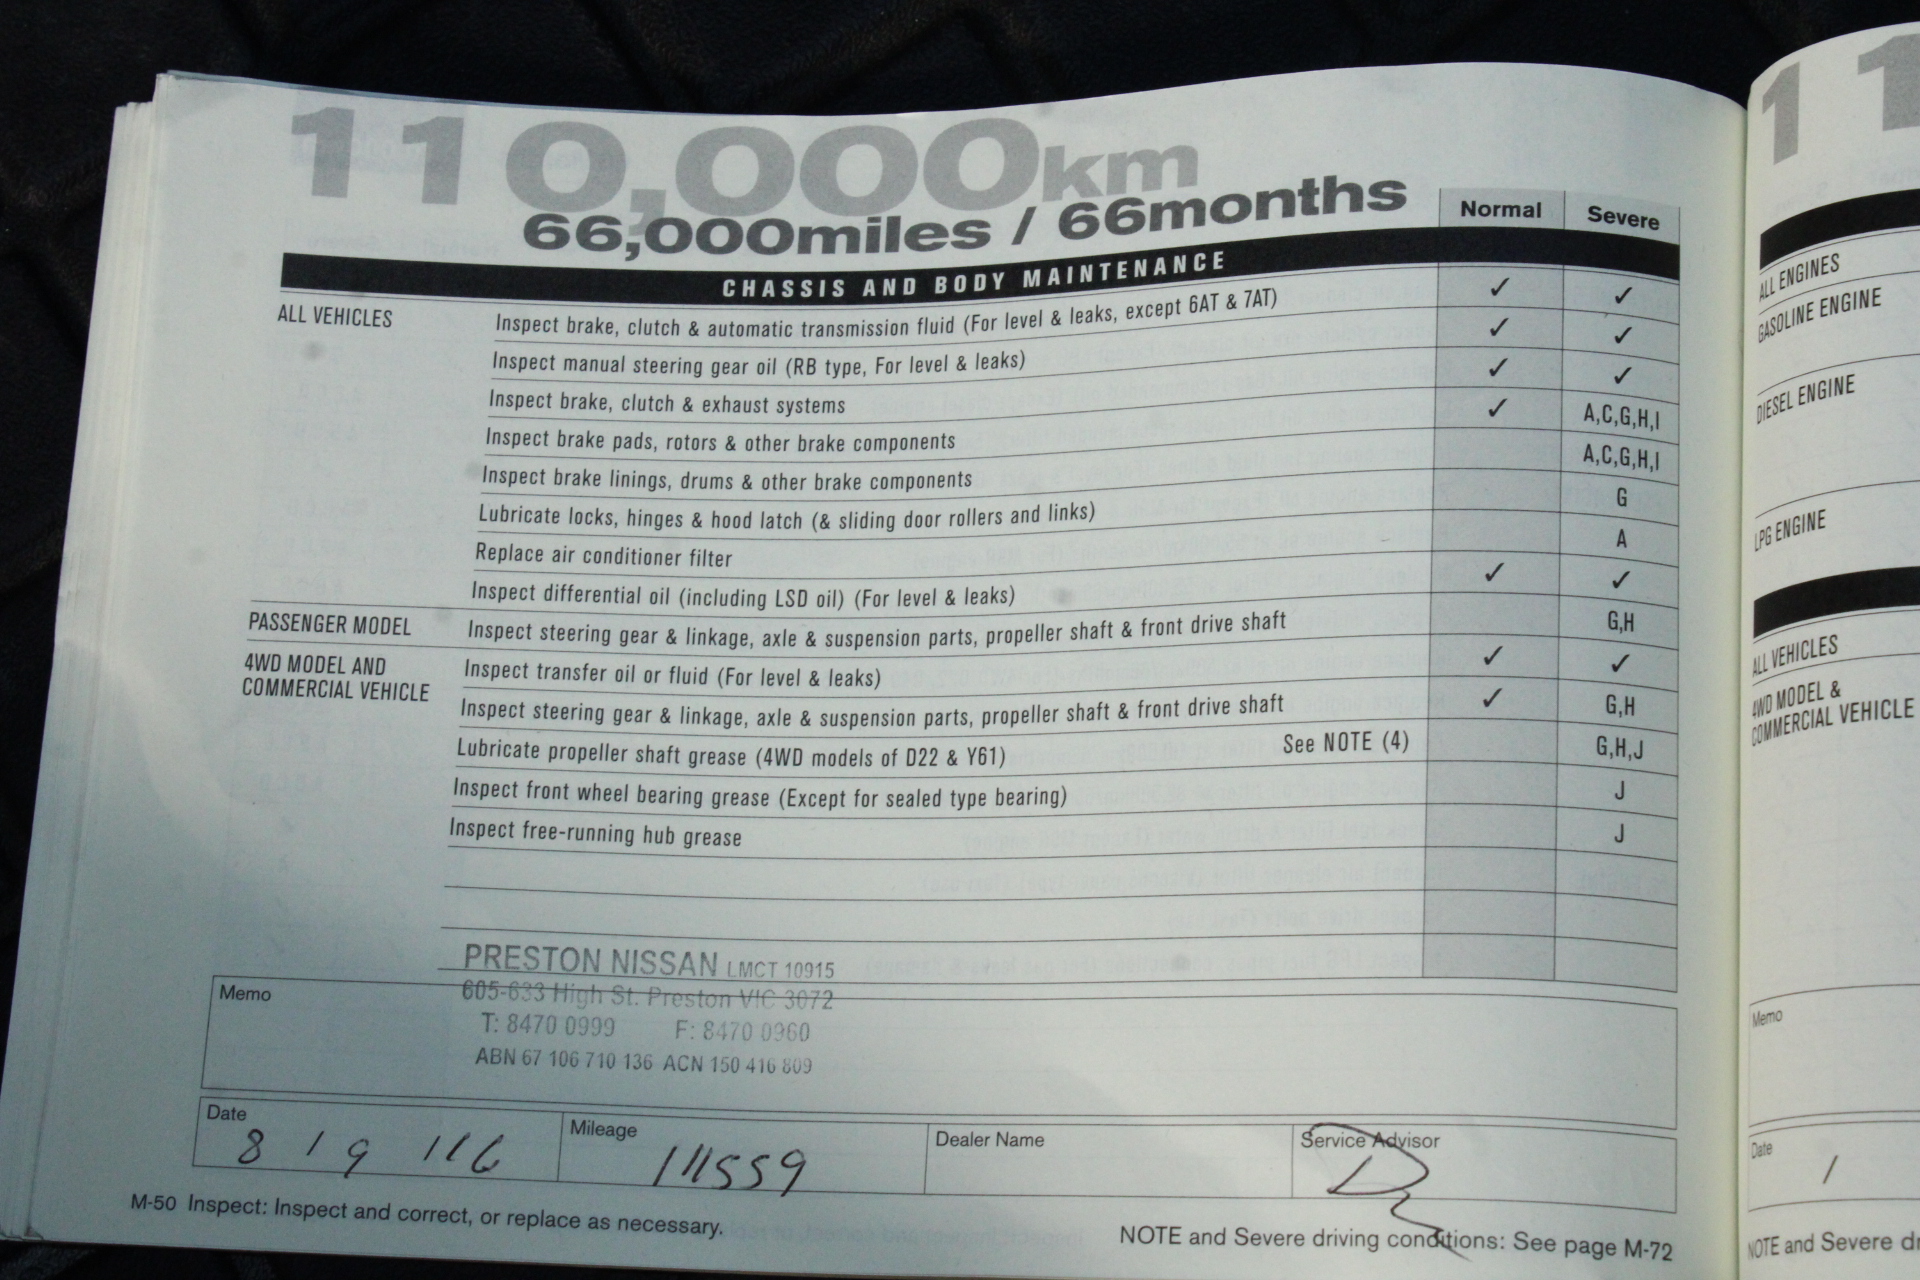 110,000km
66,000miles / 66months
Normal Severe
CHASSIS AND BODY MAINTENANCE
ALL VEHICLES Inspect brake, clutch & automatic transmission fluid (For level & leaks, except 6AT & 7AT) ✓ ✓
Inspect manual steering gear oil (RB type, For level & leaks) ✓ ✓
Inspect brake, clutch & exhaust systems ✓ ✓
Inspect brake pads, rotors & other brake components ✓ A,C,G,H,I
Inspect brake linings, drums & other brake components A,C,G,H,I
Lubricate locks, hinges & hood latch (& sliding door rollers and links) G
Replace air conditioner filter A
Inspect differential oil (including LSD oil) (For level & leaks) ✓ ✓
PASSENGER MODEL Inspect steering gear & linkage, axle & suspension parts, propeller shaft & front drive shaft G,H
4WD MODEL AND Inspect transfer oil or fluid (For level & leaks) ✓ ✓
COMMERCIAL VEHICLE Inspect steering gear & linkage, axle & suspension parts, propeller shaft & front drive shaft ✓ G,H
Lubricate propeller shaft grease (4WD models of D22 & Y61) See NOTE (4) G,H,J
Inspect front wheel bearing grease (Except for sealed type bearing) J
Inspect free-running hub grease J
PRESTON NISSAN LMCT 10915
605-633 High St. Preston VIC 3072
T: 8470 0999 F: 8470 0960
ABN 67 106 710 136 ACN 150 416 809
Memo
Date Mileage Dealer Name Service Advisor
8 / 9 / 16 111559
M-50 Inspect: Inspect and correct, or replace as necessary.
NOTE and Severe driving conditions: See page M-72
11
ALL ENGINES
GASOLINE ENGINE
DIESEL ENGINE
LPG ENGINE
ALL VEHICLES
4WD MODEL &
COMMERCIAL VEHICLE
Memo
Date
/
NOTE and Severe